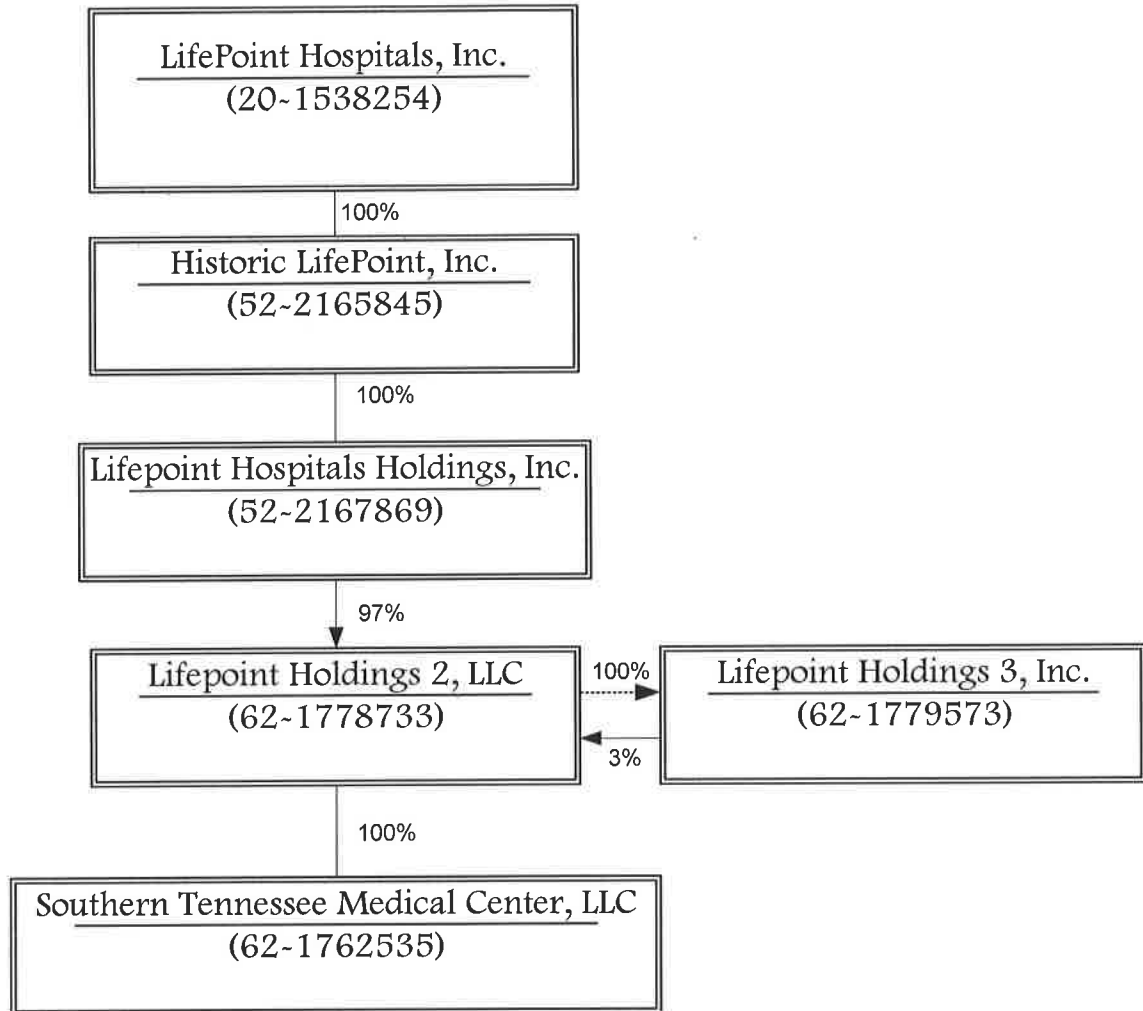 LifePoint Hospitals, Inc.
(20-1538254)
100%
Historic LifePoint, Inc.
(52-2165845)
100%
Lifepoint Hospitals Holdings, Inc.
(52-2167869)
97%
Lifepoint Holdings 2, LLC
(62-1778733)
100%
3%
Lifepoint Holdings 3, Inc.
(62-1779573)
100%
Southern Tennessee Medical Center, LLC
(62-1762535)